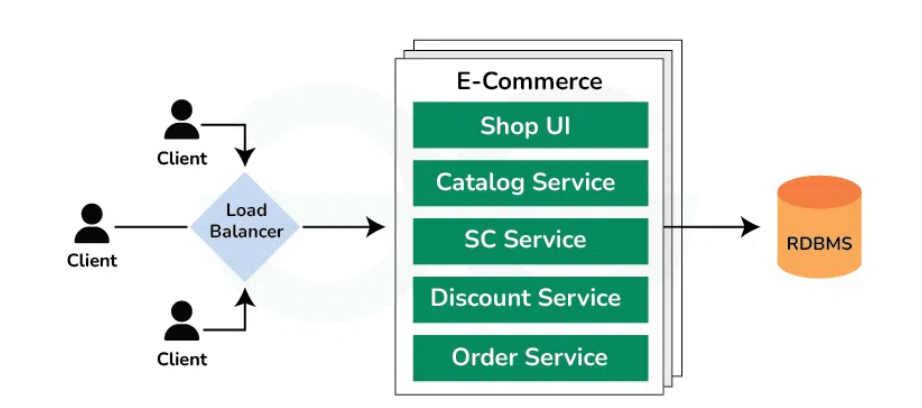 E-Commerce
Shop UI
Client
Catalog Service
Load
Balancer
SC Service
RDBMS
Client
Discount Service
Client
Order Service